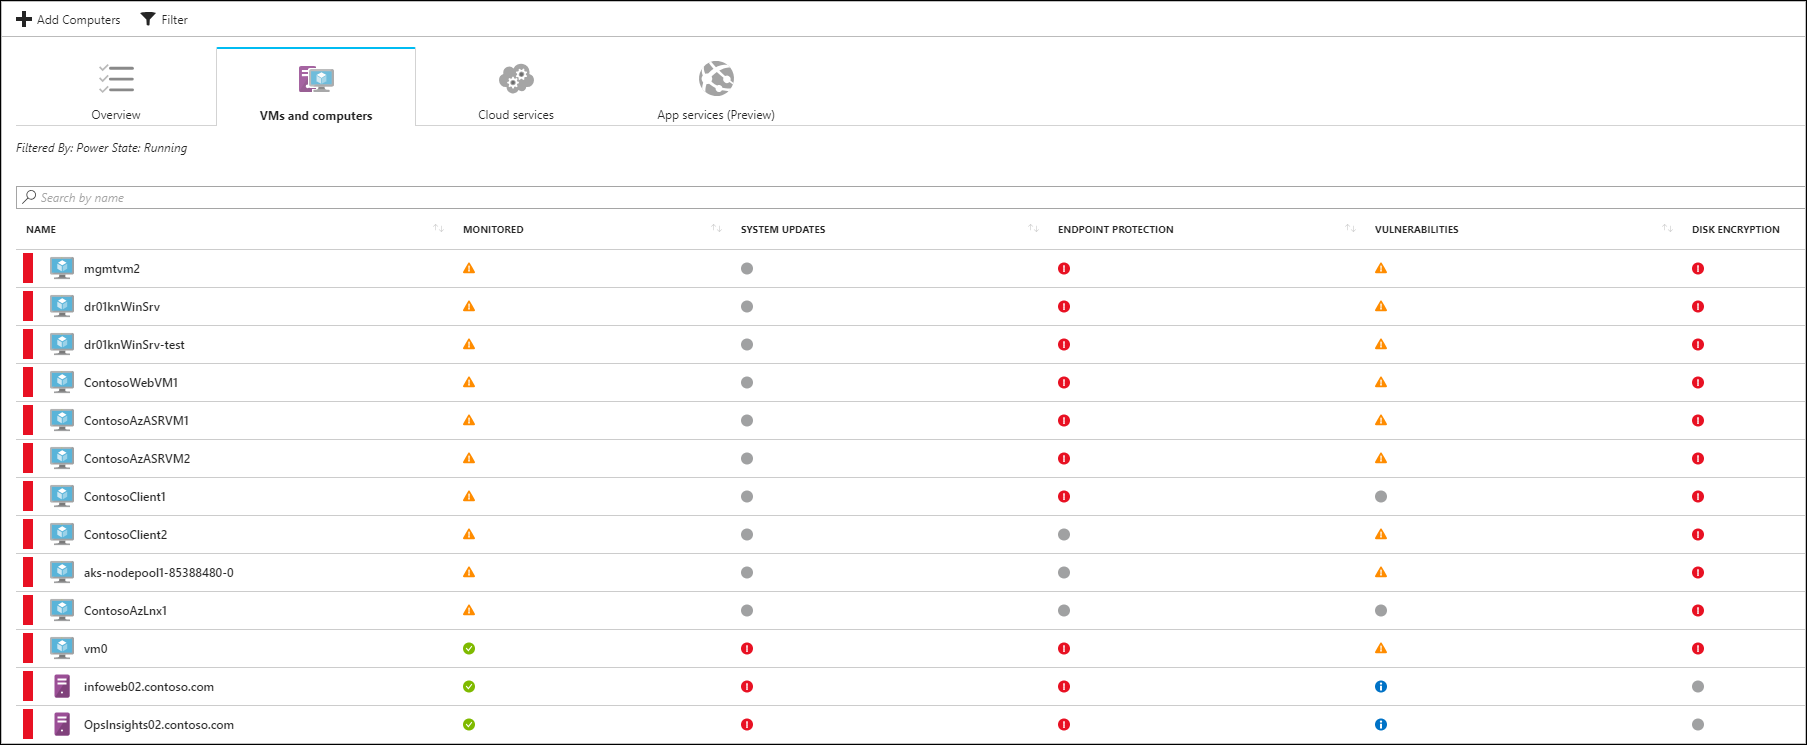 Add Computers Filter
Overview VMs and computers Cloud services App services (Preview)
Filtered By: Power State: Running
Search by name
NAME MONITORED SYSTEM UPDATES ENDPOINT PROTECTION VULNERABILITIES DISK ENCRYPTION
mgmtvm2
dr01knWinSrv
dr01knWinSrv-test
ContosoWebVM1
ContosoAzASRVM1
ContosoAzASRVM2
ContosoClient1
ContosoClient2
aks-nodepool1-85388480-0
ContosoAzLnx1
vm0
infoweb02.contoso.com
OpsInsights02.contoso.com